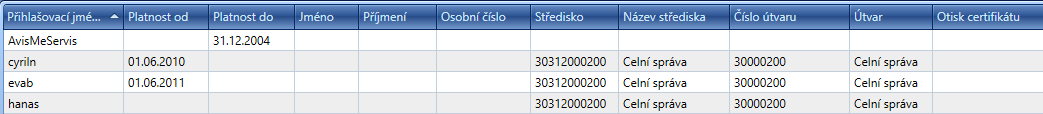 Přihlašovací jmé... Platnost od Platnost do Jméno Příjmení Osobní číslo Středisko Název střediska Číslo útvaru Útvar Otisk certifikátu
AvisMeServis 31.12.2004
cyriln 01.06.2010 30312000200 Celní správa 30000200 Celní správa
evab 01.06.2011 30312000200 Celní správa 30000200 Celní správa
hanas 30312000200 Celní správa 30000200 Celní správa